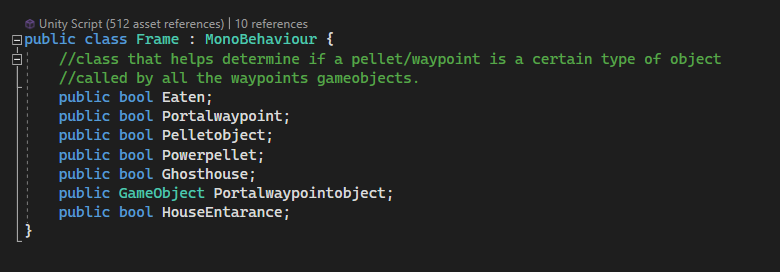 Unity Script (512 asset references) | 10 references
public class Frame : MonoBehaviour {
//class that helps determine if a pellet/waypoint is a certain type of object
//called by all the waypoints gameobjects.
public bool Eaten;
public bool Portalwaypoint;
public bool Pelletobject;
public bool Powerpellet;
public bool Ghosthouse;
public GameObject Portalwaypointobject;
public bool HouseEntarance;
}